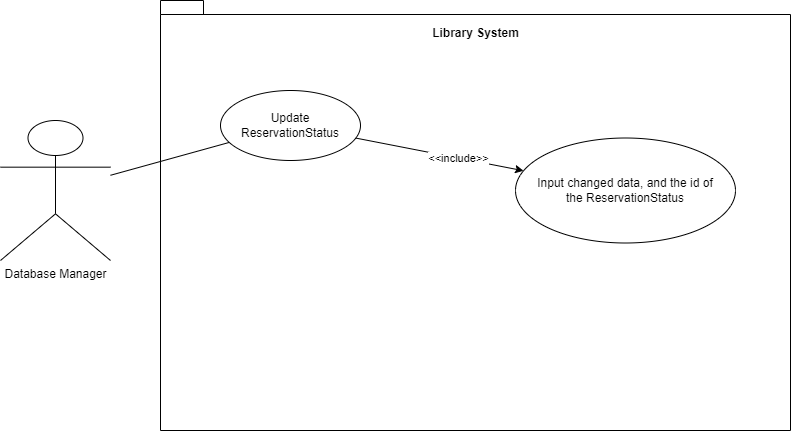 Library System
Update
ReservationStatus
<<include>>
Input changed data, and the id of
the ReservationStatus
Database Manager